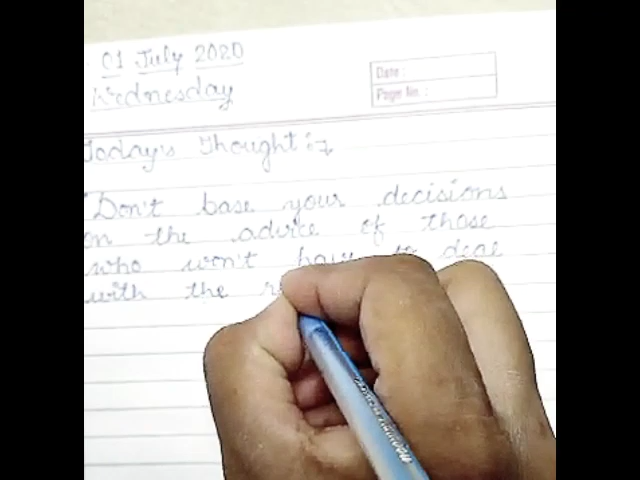 01 July 2020
Wednesday
Date :
Page No. :
Today's Thought :-
"Don't base your decisions
on the advice of those
who won't have to deal
with the